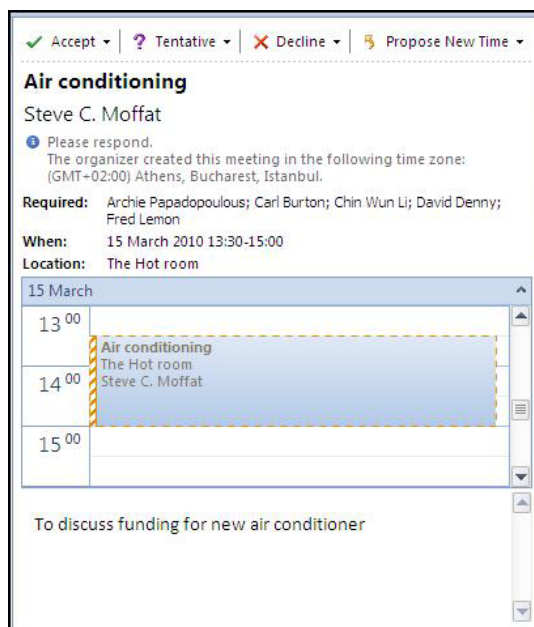 Accept Tentative Decline Propose New Time
Air conditioning
Steve C. Moffat
Please respond.
The organizer created this meeting in the following time zone:
(GMT+02:00) Athens, Bucharest, Istanbul.
Required: Archie Papadopoulous; Carl Burton; Chin Wun Li; David Denny;
Fred Lemon
When: 15 March 2010 13:30-15:00
Location: The Hot room
15 March
13 00
Air conditioning
The Hot room
14 00 Steve C. Moffat
15 00
To discuss funding for new air conditioner